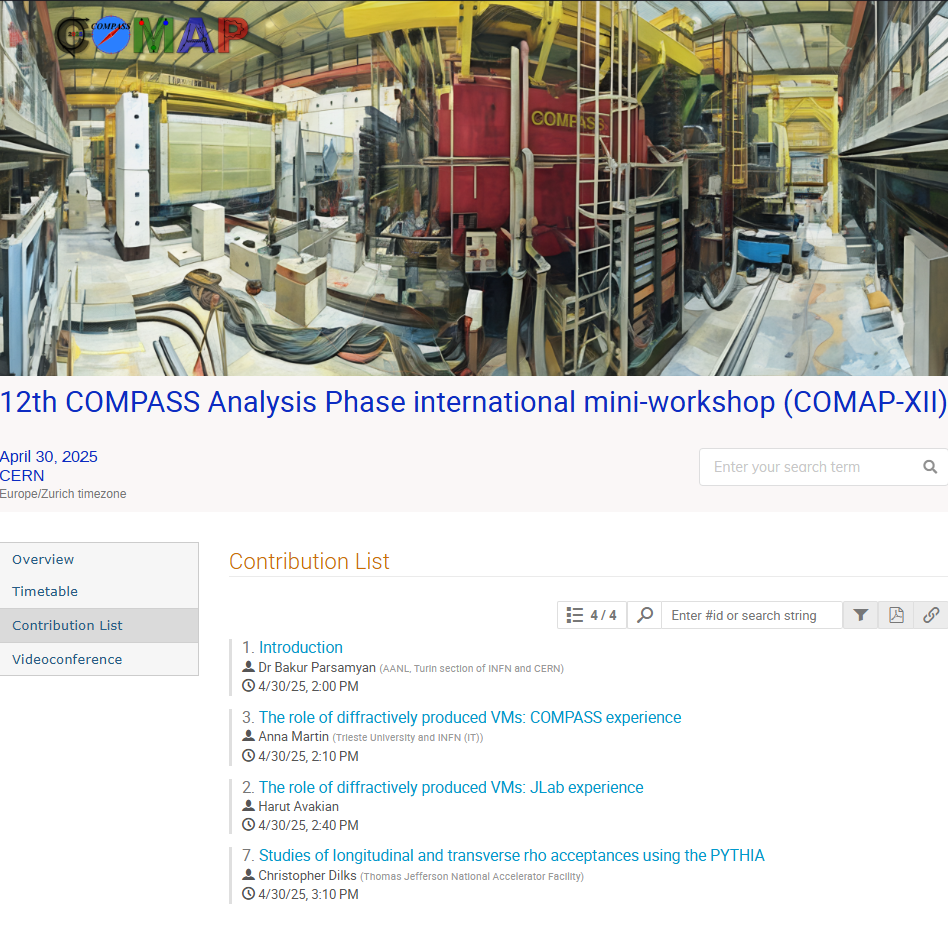 COMAP
COMPASS
COMPASS
12th COMPASS Analysis Phase international mini-workshop (COMAP-XII)
April 30, 2025
CERN
Europe/Zurich timezone
Enter your search term
Overview
Timetable
Contribution List
Videoconference
Contribution List
4 / 4
Enter #id or search string
1. Introduction
Dr Bakur Parsamyan (AANL, Turin section of INFN and CERN)
4/30/25, 2:00 PM
3. The role of diffractively produced VMs: COMPASS experience
Anna Martin (Trieste University and INFN (IT))
4/30/25, 2:10 PM
2. The role of diffractively produced VMs: JLab experience
Harut Avakian
4/30/25, 2:40 PM
7. Studies of longitudinal and transverse rho acceptances using the PYTHIA
Christopher Dilks (Thomas Jefferson National Accelerator Facility)
4/30/25, 3:10 PM